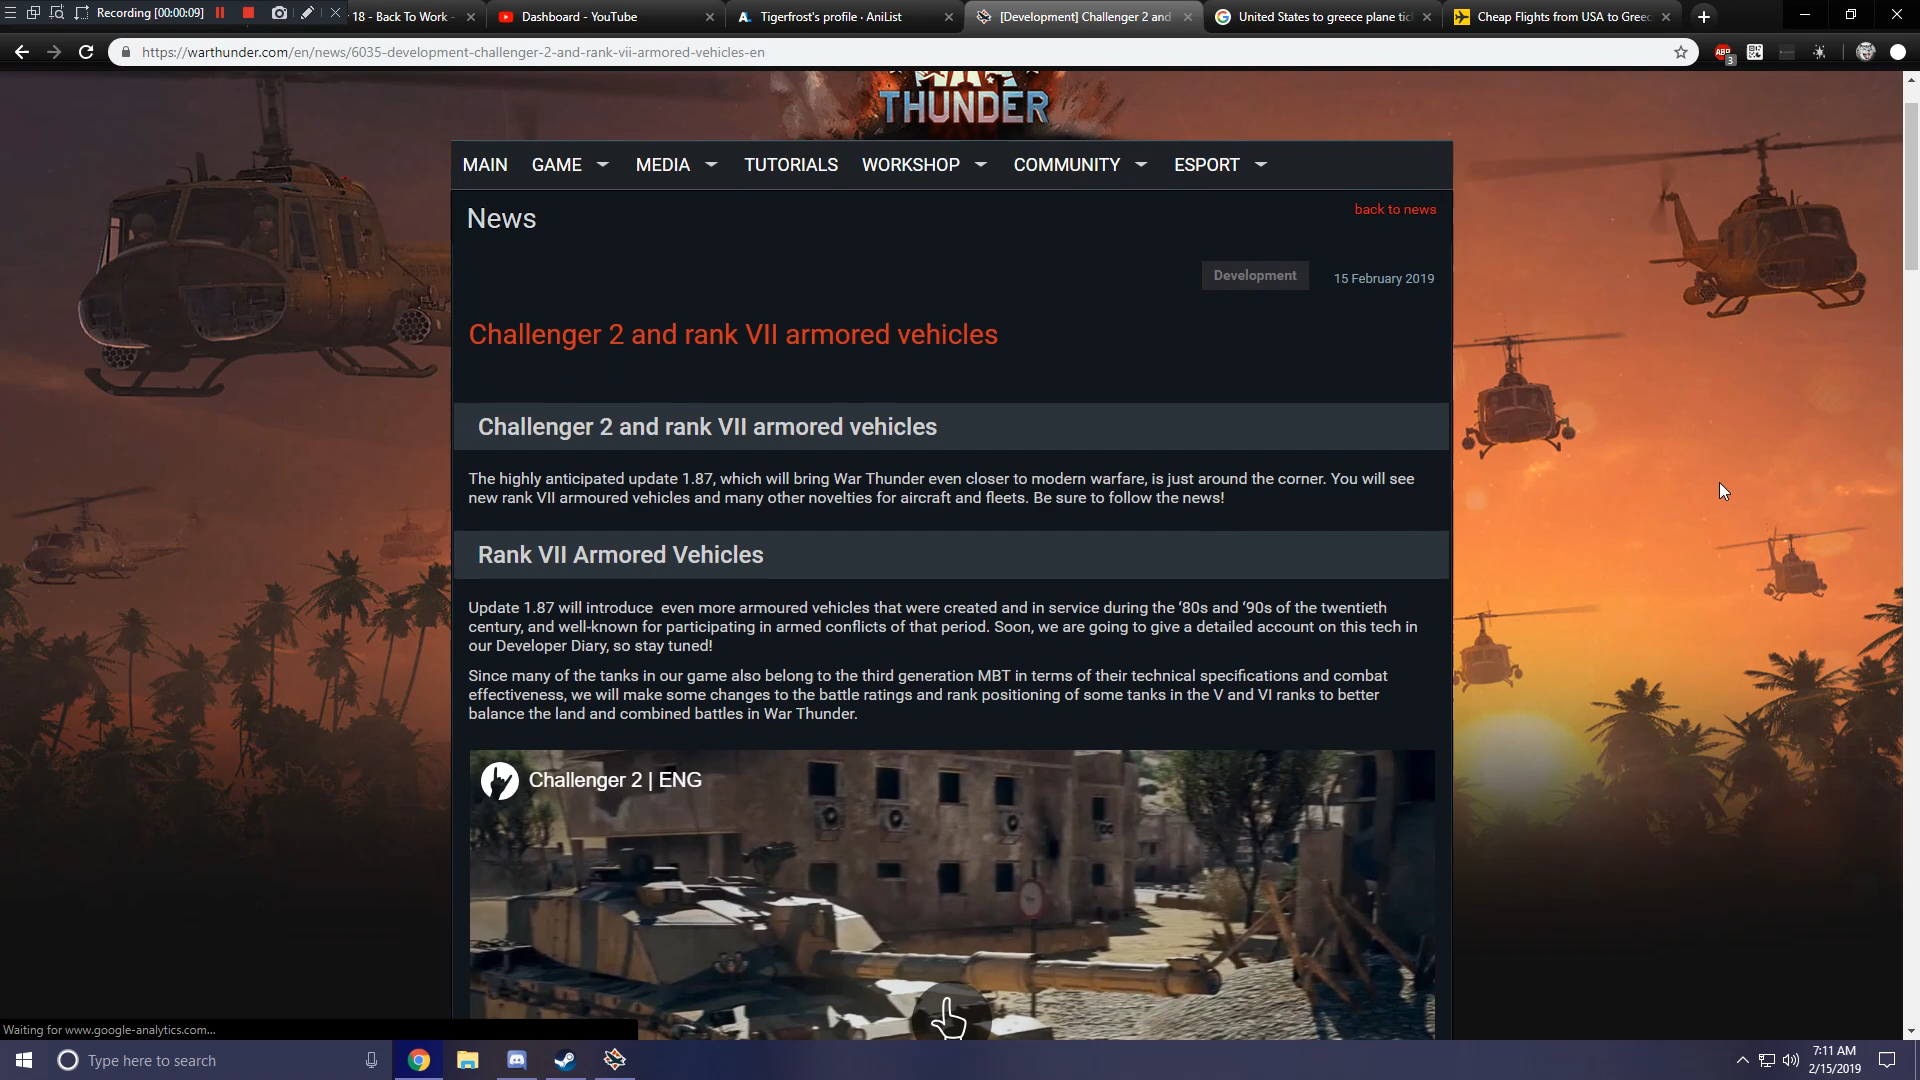 Recording [00:00:09]
18 - Back To Work -
Dashboard - YouTube
Tigerfrost's profile · AniList
[Development] Challenger 2 and
United States to greece plane tic
Cheap Flights from USA to Greec
https://warthunder.com/en/news/6035-development-challenger-2-and-rank-vii-armored-vehicles-en
ABP
3
THUNDER
MAIN
GAME
MEDIA
TUTORIALS
WORKSHOP
COMMUNITY
ESPORT
News
back to news
Development
15 February 2019
Challenger 2 and rank VII armored vehicles
Challenger 2 and rank VII armored vehicles
The highly anticipated update 1.87, which will bring War Thunder even closer to modern warfare, is just around the corner. You will see
new rank VII armoured vehicles and many other novelties for aircraft and fleets. Be sure to follow the news!
Rank VII Armored Vehicles
Update 1.87 will introduce  even more armoured vehicles that were created and in service during the ‘80s and ‘90s of the twentieth
century, and well-known for participating in armed conflicts of that period. Soon, we are going to give a detailed account on this tech in
our Developer Diary, so stay tuned!
Since many of the tanks in our game also belong to the third generation MBT in terms of their technical specifications and combat
effectiveness, we will make some changes to the battle ratings and rank positioning of some tanks in the V and VI ranks to better
balance the land and combined battles in War Thunder.
Challenger 2 | ENG
Waiting for www.google-analytics.com...
Type here to search
7:11 AM
2/15/2019